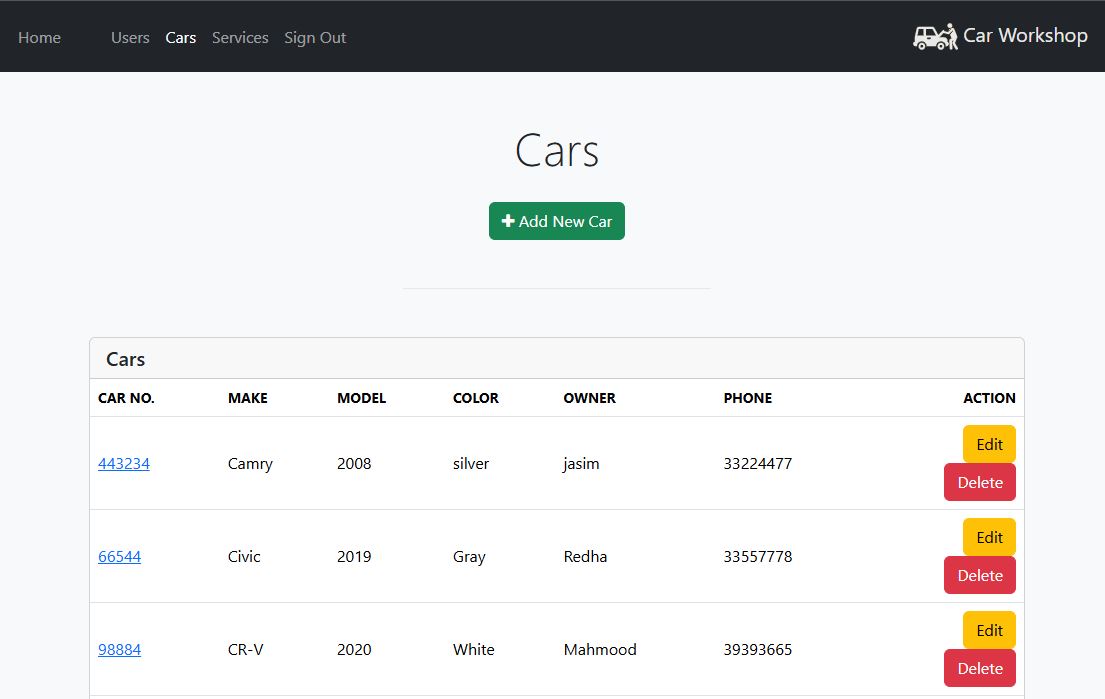 Home Users Cars Services Sign Out Car Workshop
Cars
Add New Car
Cars
CAR NO. MAKE MODEL COLOR OWNER PHONE ACTION
443234 Camry 2008 silver jasim 33224477 Edit
Delete
66544 Civic 2019 Gray Redha 33557778 Edit
Delete
98884 CR-V 2020 White Mahmood 39393665 Edit
Delete